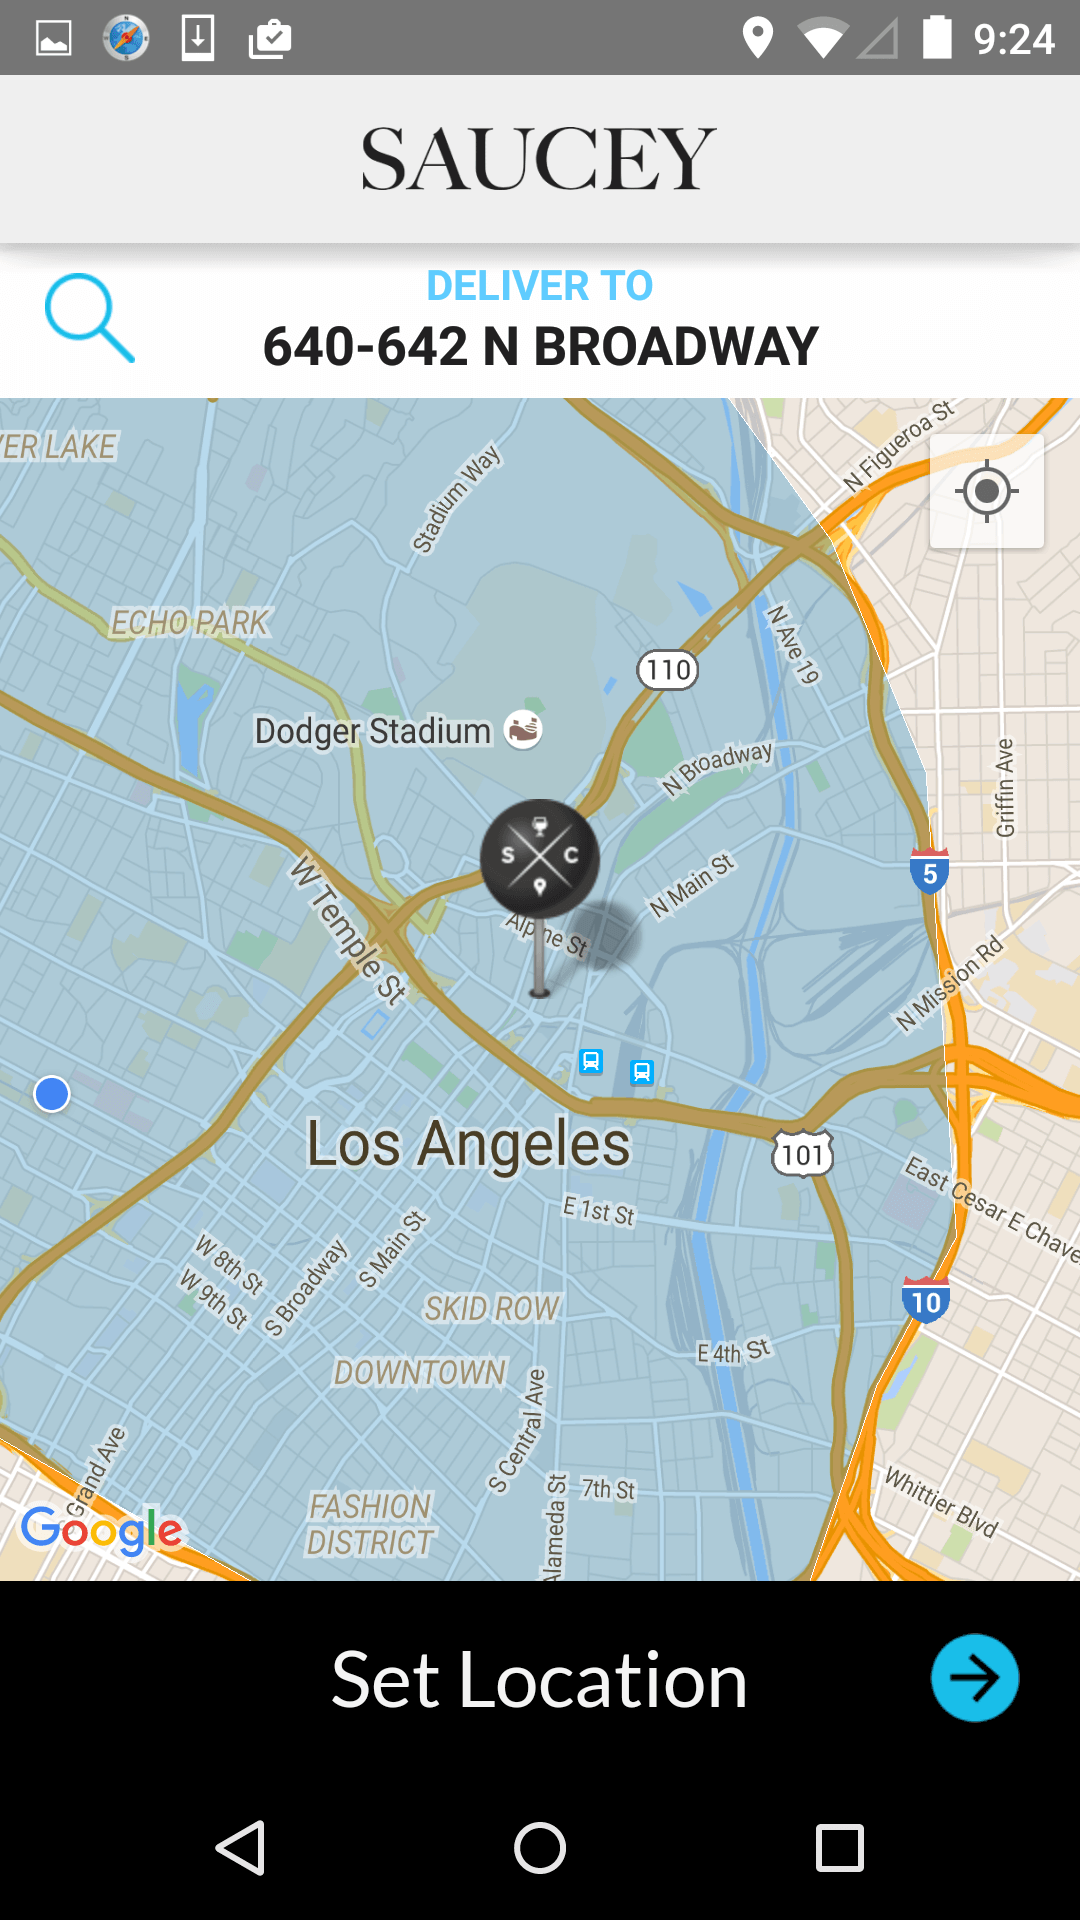 9:24
SAUCEY
DELIVER TO
640-642 N BROADWAY
N Figueroa St
VER LAKE
Stadium Way
ECHO PARK
N Ave 19
110
Dodger Stadium
N Broadway
Griffin Ave
S C
5
W Temple St
N Main St
Alpine St
N Mission Rd
Los Angeles
101
East Cesar E Chave
E 1st St
W 8th St
S Main St
W 9th St
S Broadway
10
SKID ROW
E 4th St
DOWNTOWN
S Central Ave
Grand Ave
7th St
Alameda St
Whittier Blvd
FASHION
DISTRICT
Google
Set Location